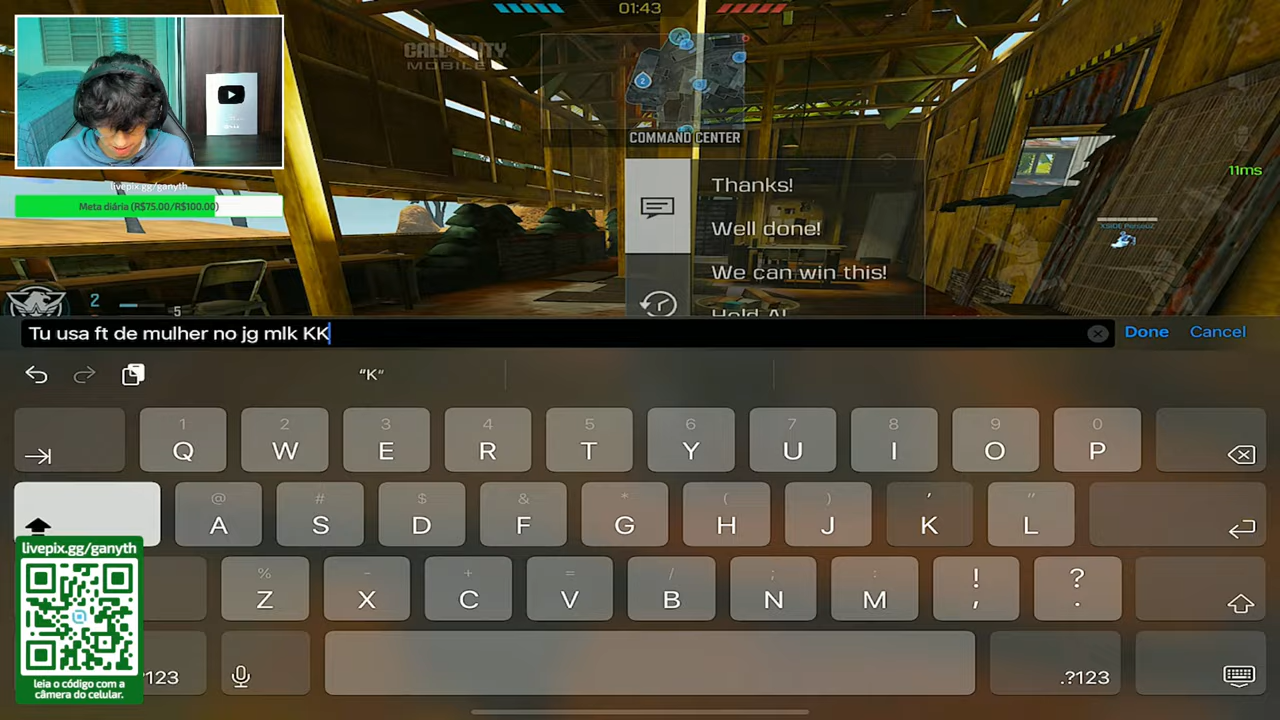 01:43
CALL OF DUTY
MOBILE
COMMAND CENTER
livepix.gg/ganyth
Meta diária (R$75.00/R$100.00)
11ms
Thanks!
Well done!
We can win this!
2
5
Tu usa ft de mulher no jg mlk KK
Done
Cancel
"K"
1 2 3 4 5 6 7 8 9 0
Q W E R T Y U I O P
@ # $ & * ( ) ' "
A S D F G H J K L
% - + = / ; : ! ?
Z X C V B N M , .
.?123
livepix.gg/ganyth
leia o código com a
câmera do celular.